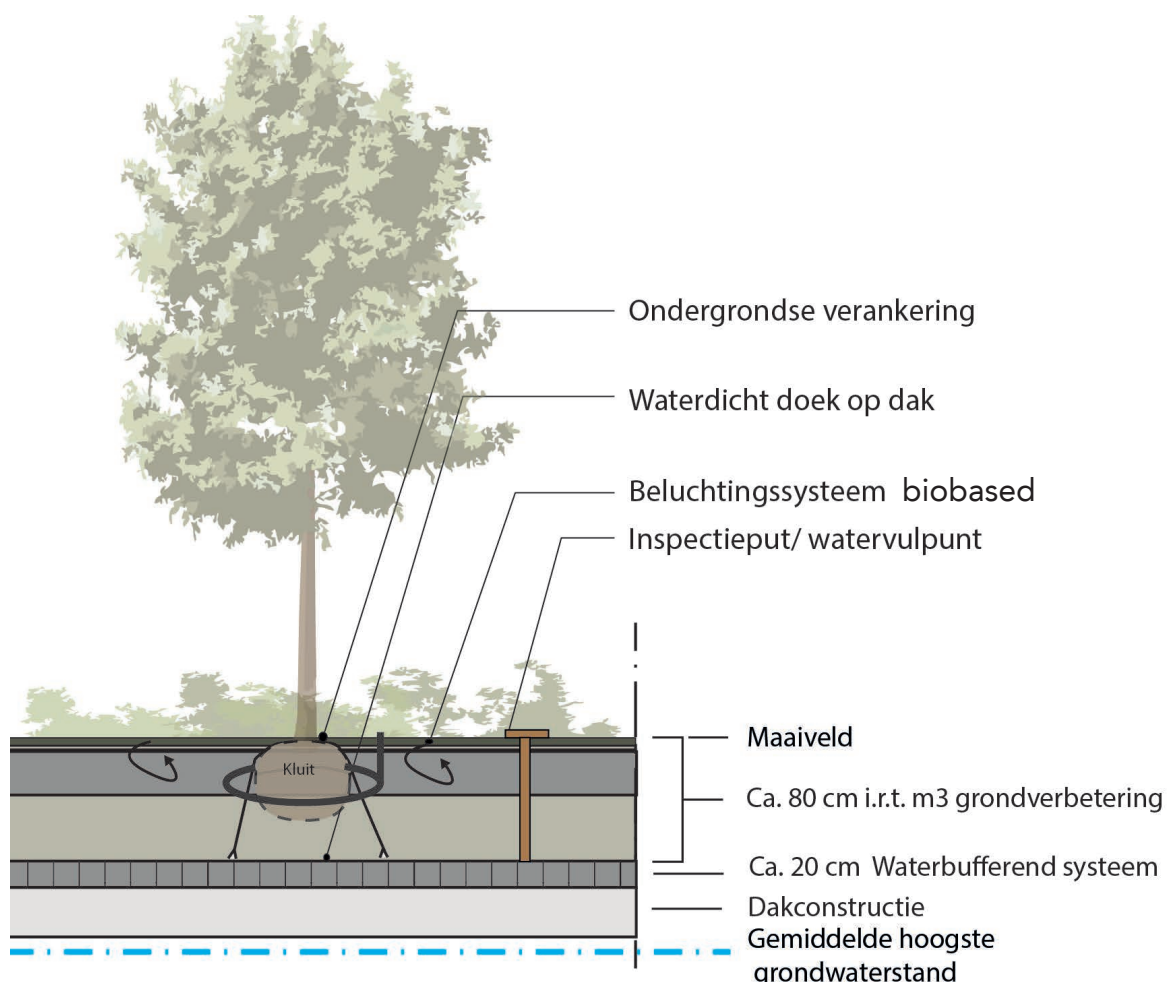 Ondergrondse verankering
Waterdicht doek op dak
Beluchtingssysteem biobased
Inspectieput/ watervulpunt
Maaiveld
Kluit
Ca. 80 cm i.r.t. m3 grondverbetering
Ca. 20 cm Waterbufferend systeem
Dakconstructie
Gemiddelde hoogste
grondwaterstand